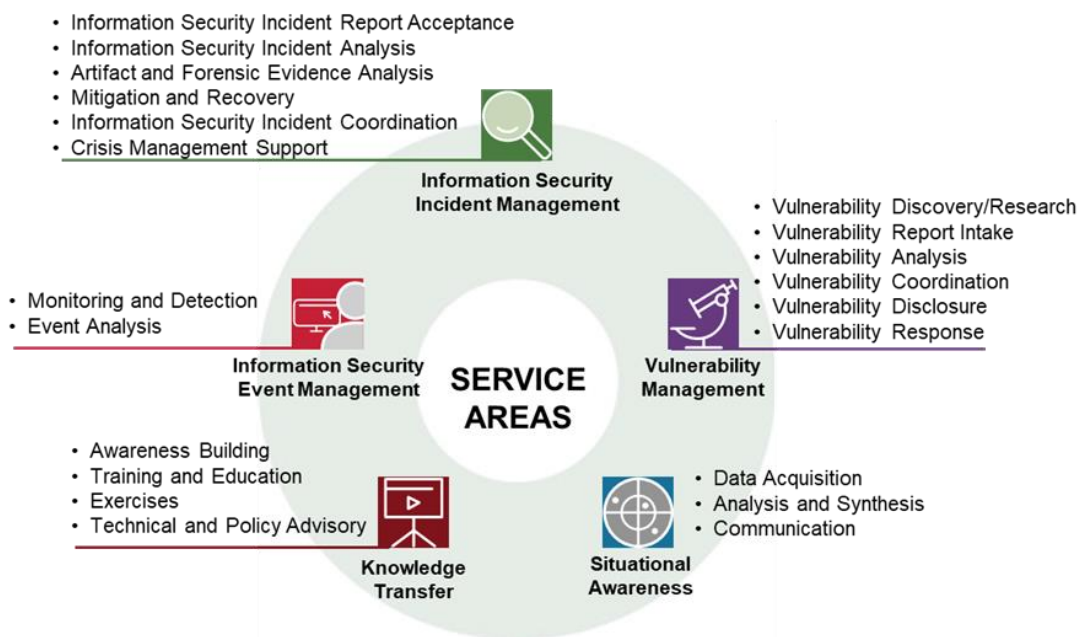 • Information Security Incident Report Acceptance
• Information Security Incident Analysis
• Artifact and Forensic Evidence Analysis
• Mitigation and Recovery
• Information Security Incident Coordination
• Crisis Management Support
Information Security
Incident Management
• Vulnerability Discovery/Research
• Vulnerability Report Intake
• Vulnerability Analysis
• Vulnerability Coordination
• Vulnerability Disclosure
• Vulnerability Response
Vulnerability
Management
• Monitoring and Detection
• Event Analysis
Information Security
Event Management
SERVICE
AREAS
• Awareness Building
• Training and Education
• Exercises
• Technical and Policy Advisory
Knowledge
Transfer
• Data Acquisition
• Analysis and Synthesis
• Communication
Situational
Awareness